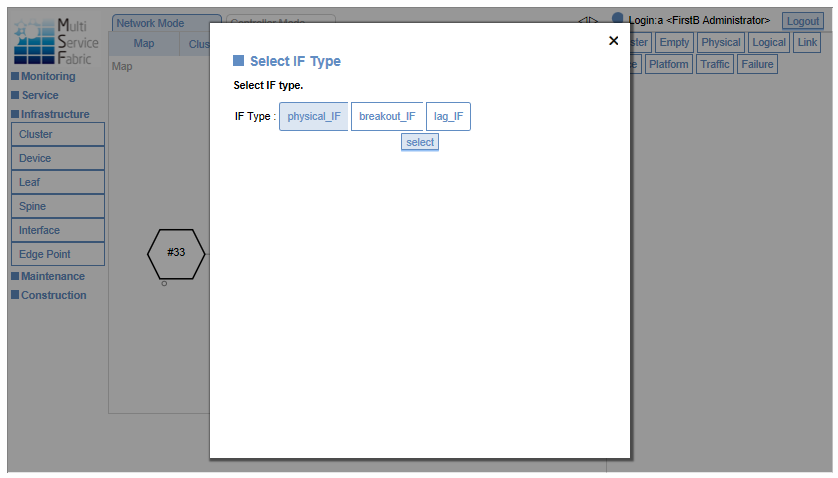 Multi
Service
Fabric
Network Mode
Controller Mode
Login:a <FirstB Administrator>
Logout
Map
Clus
ster
Empty
Physical
Logical
Link
Platform
Traffic
Failure
Map
Monitoring
Service
Infrastructure
Cluster
Device
Leaf
Spine
Interface
Edge Point
Maintenance
Construction
#33
Select IF Type
Select IF type.
IF Type : physical_IF breakout_IF lag_IF
select